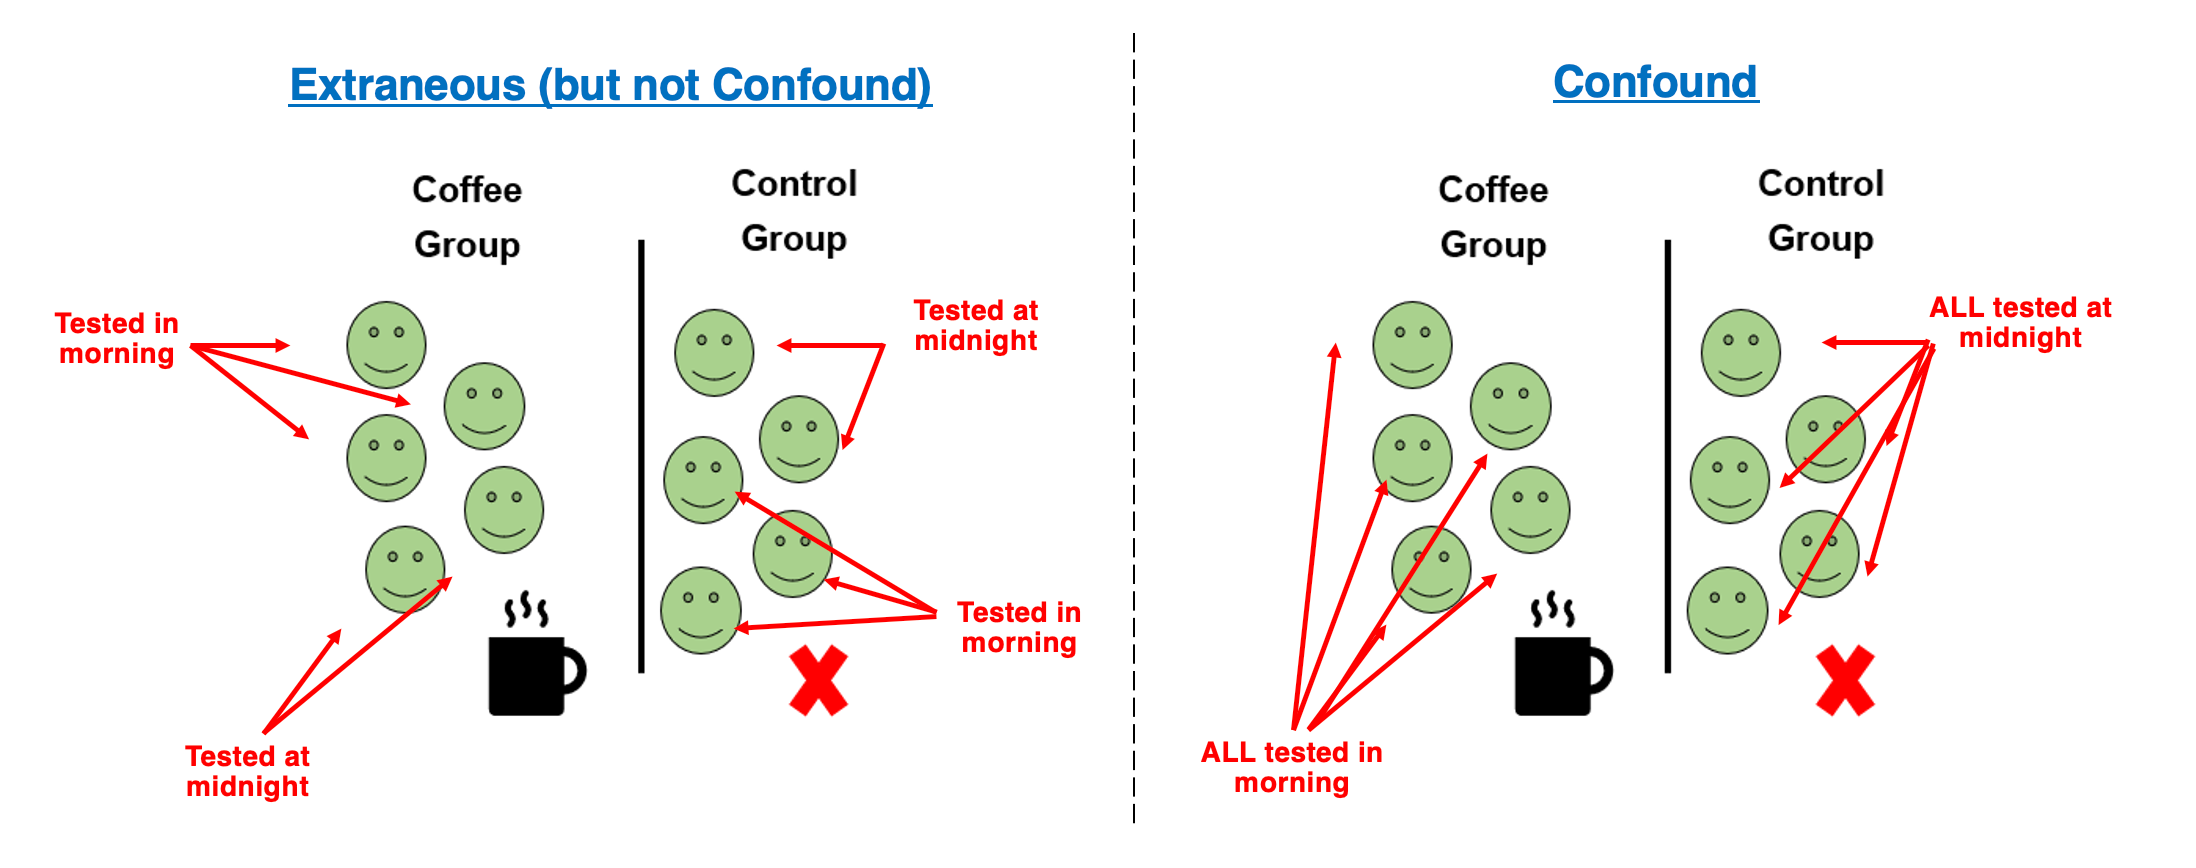 Extraneous (but not Confound)
Coffee
Group
Control
Group
Tested in
morning
Tested at
midnight
Tested in
morning
Tested at
midnight
Confound
Coffee
Group
Control
Group
ALL tested at
midnight
ALL tested in
morning